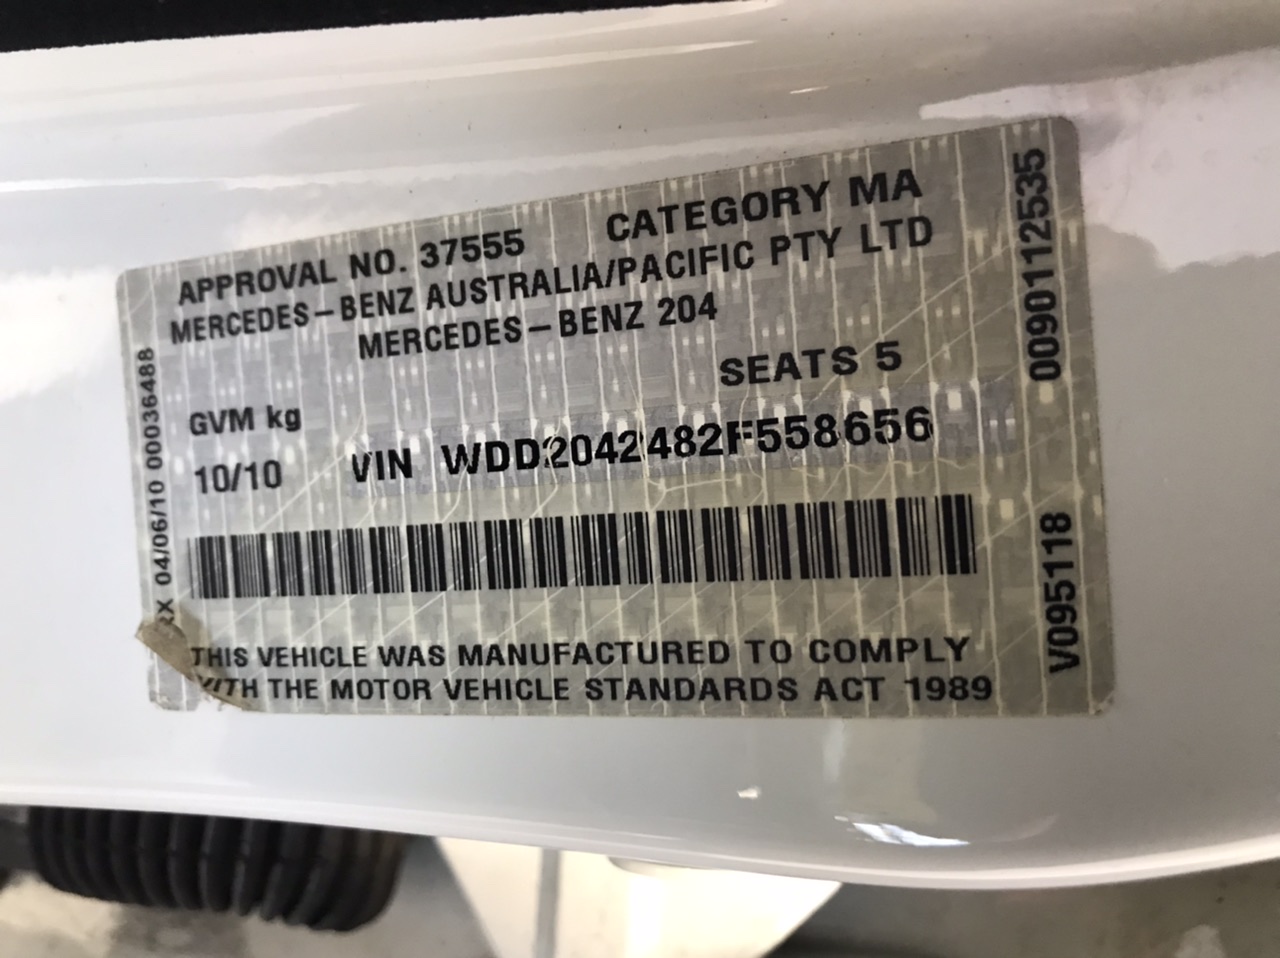 APPROVAL NO. 37555 CATEGORY MA
MERCEDES-BENZ AUSTRALIA/PACIFIC PTY LTD
MERCEDES-BENZ 204
SEATS 5
GVM kg
10/10 VIN WDD2042482F558656
THIS VEHICLE WAS MANUFACTURED TO COMPLY
WITH THE MOTOR VEHICLE STANDARDS ACT 1989
04/06/10 00036488
V095118 0090112535